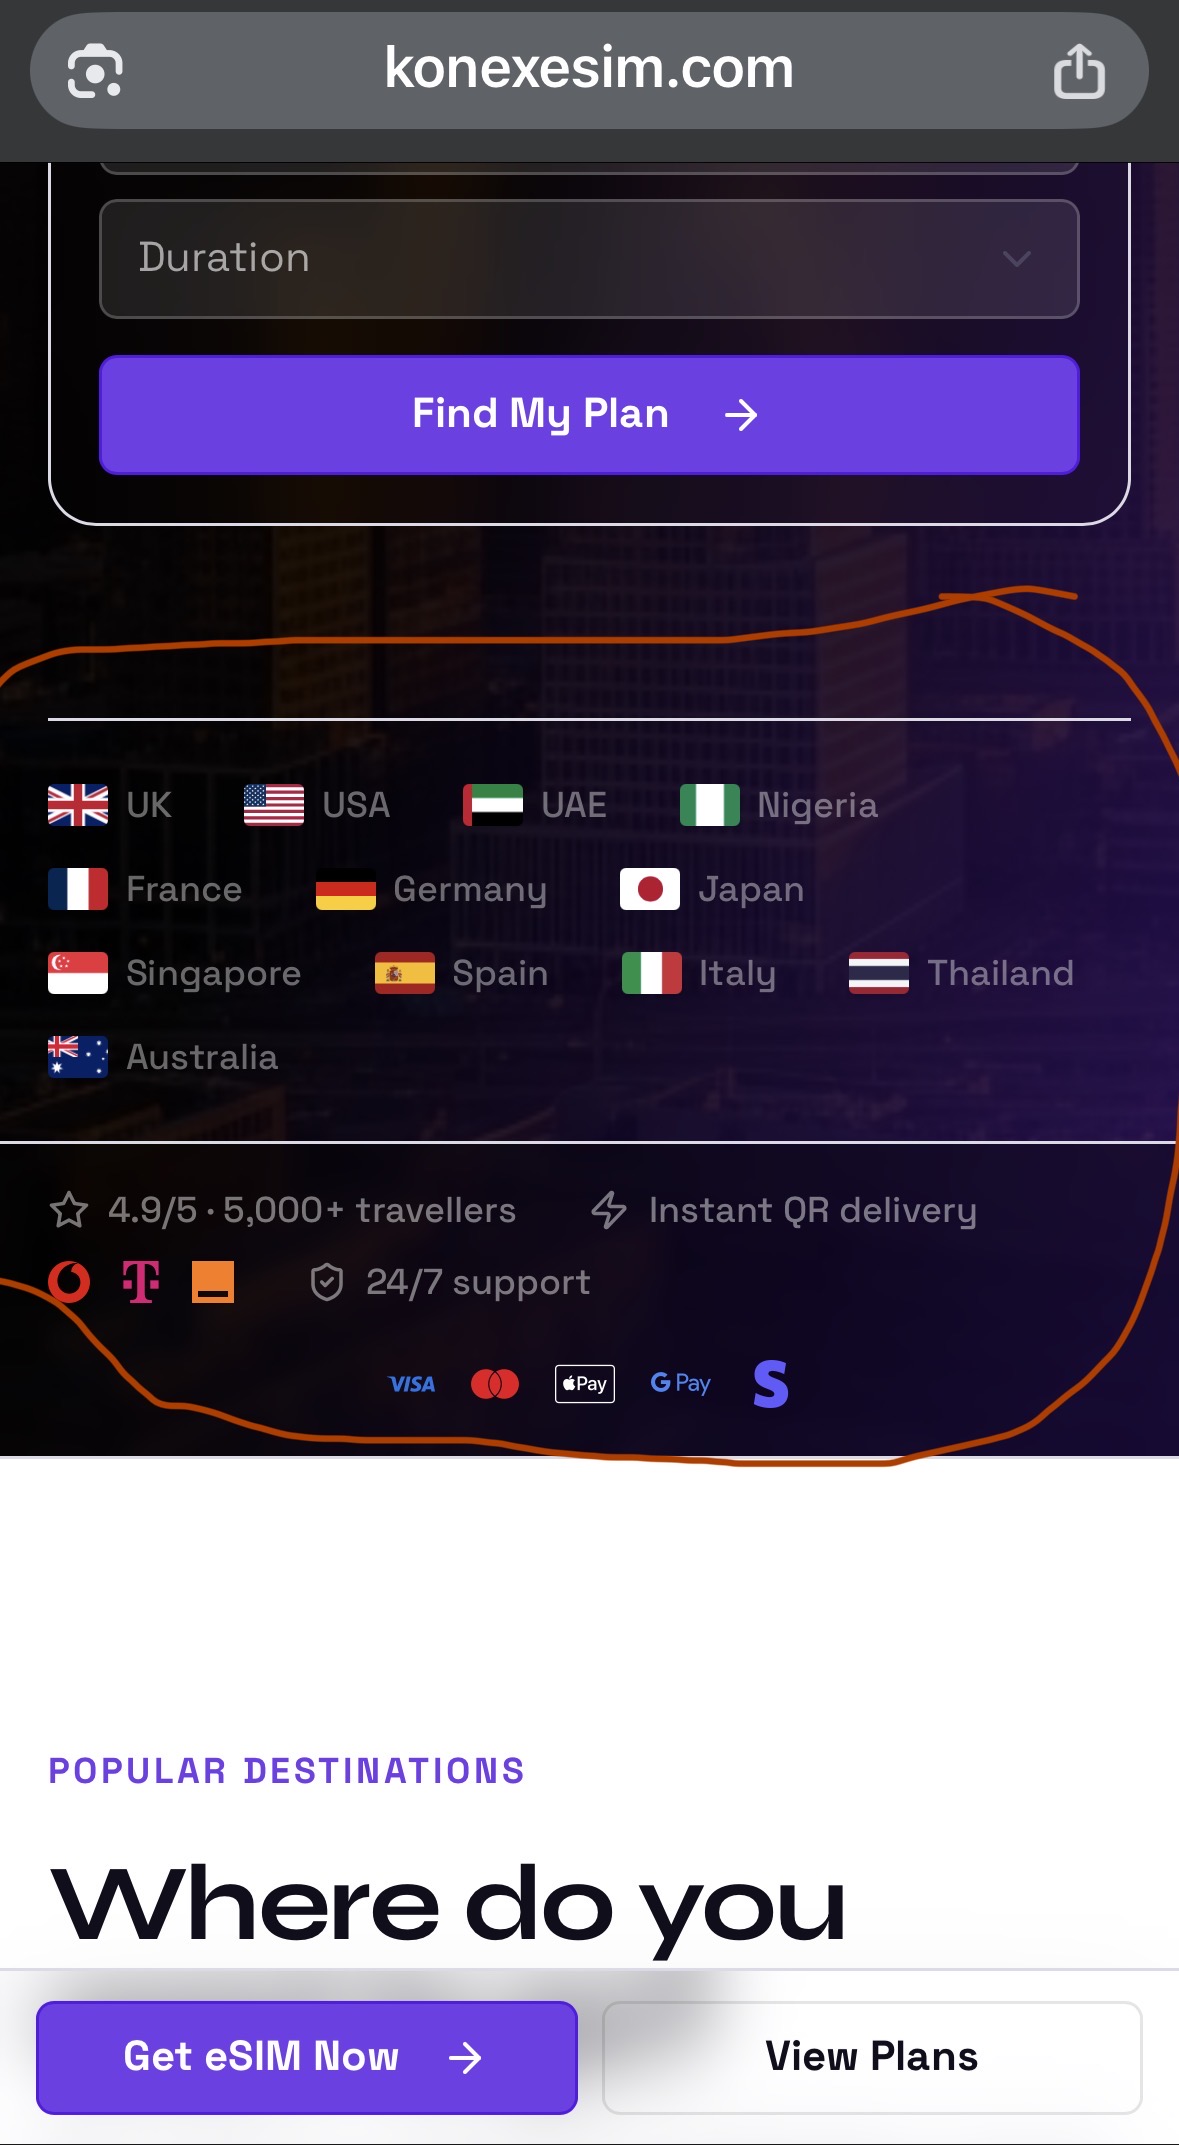 konexesim.com
Duration
Find My Plan
UK USA UAE Nigeria
France Germany Japan
Singapore Spain Italy Thailand
Australia
4.9/5 · 5,000+ travellers Instant QR delivery
T 24/7 support
VISA Pay G Pay S
POPULAR DESTINATIONS
Where do you
Get eSIM Now View Plans